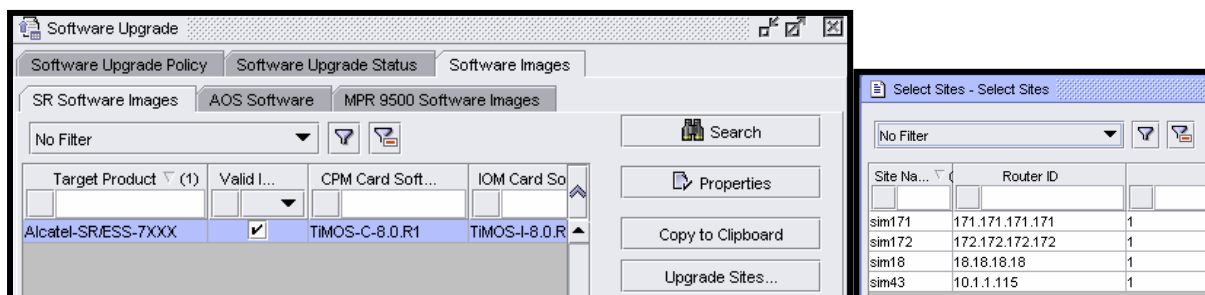 Software Upgrade
Software Upgrade Policy Software Upgrade Status Software Images
SR Software Images AOS Software MPR 9500 Software Images
No Filter
Search
Target Product (1) Valid I... CPM Card Soft... IOM Card So
Properties
Alcatel-SR/ESS-7XXX TiMOS-C-8.0.R1 TiMOS-I-8.0.R
Copy to Clipboard
Upgrade Sites...
Select Sites - Select Sites
No Filter
Site Na... ( Router ID
sim171 171.171.171.171 1
sim172 172.172.172.172 1
sim18 18.18.18.18 1
sim43 10.1.1.115 1